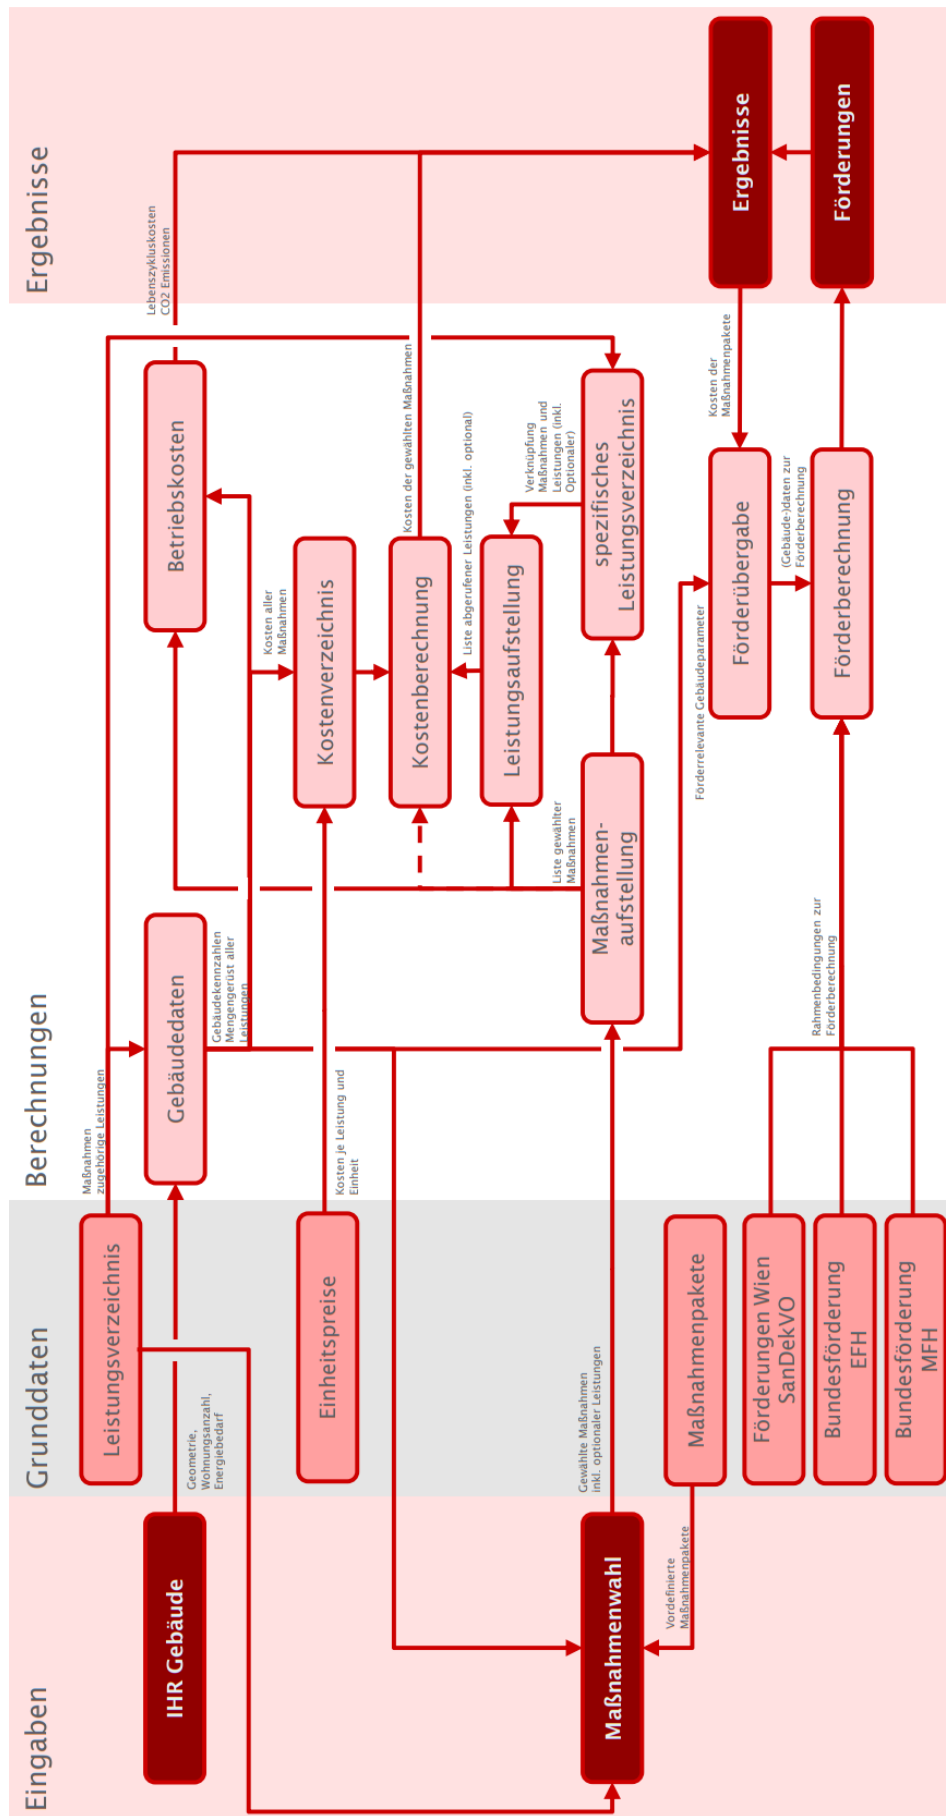 Eingaben
Grunddaten
Berechnungen
Ergebnisse
IHR Gebäude
Geometrie,
Wohnungsanzahl,
Energiebedarf
Leistungsverzeichnis
Maßnahmen
zugehörige Leistungen
Gebäudedaten
Gebäudekennzahlen
Mengengerüst aller
Leistungen
Betriebskosten
Lebenszykluskosten
CO2 Emissionen
Einheitspreise
Kosten je Leistung und
Einheit
Kosten aller
Maßnahmen
Kostenverzeichnis
Kostenberechnung
Kosten der gewählten Maßnahmen
Liste abgerufener Leistungen (inkl. optional)
Leistungsaufstellung
Verknüpfung
Maßnahmen und
Leistungen (inkl.
Optionaler)
Maßnahmenwahl
Gewählte Maßnahmen
inkl. optionaler Leistungen
Maßnahmen-
aufstellung
Liste gewählter
Maßnahmen
spezifisches
Leistungsverzeichnis
Vordefinierte
Maßnahmenpakete
Maßnahmenpakete
Förderrelevante Gebäudeparameter
Förderübergabe
Kosten der
Maßnahmenpakete
Ergebnisse
Förderungen Wien
SanDekVO
Bundesförderung
EFH
Bundesförderung
MFH
Rahmenbedingungen zur
Förderberechnung
(Gebäude-)daten zur
Förderberechnung
Förderberechnung
Förderungen